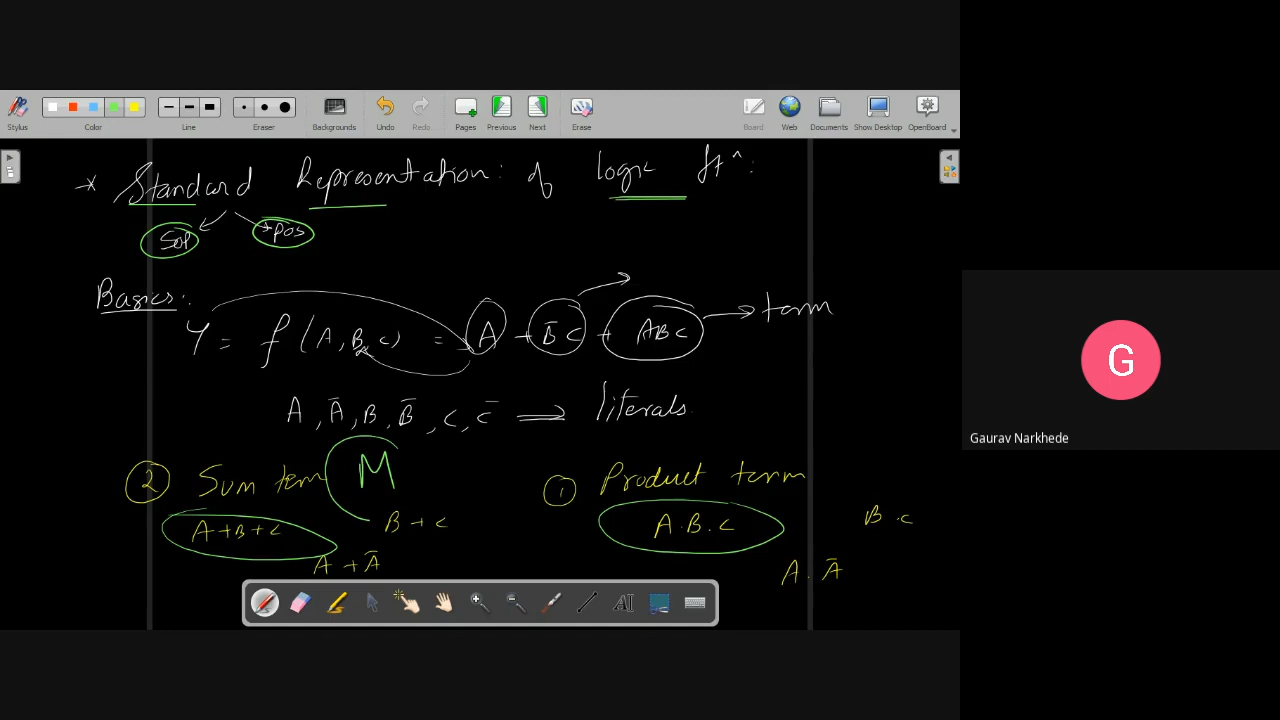 Stylus Color Line Eraser Backgrounds Undo Redo Pages Previous Next Erase Board Web Documents Show Desktop OpenBoard
* Standard Representation: of logic ft^:
SOP POS
Basics:
Y = f(A, B, C) = A + B̅C + ABC → term
A, A̅, B, B̅, C, C̅ ⇒ literals
② Sum term M ① Product term
A+B+C B+C A.B.C B.C
A + A̅ A. A̅
G
Gaurav Narkhede